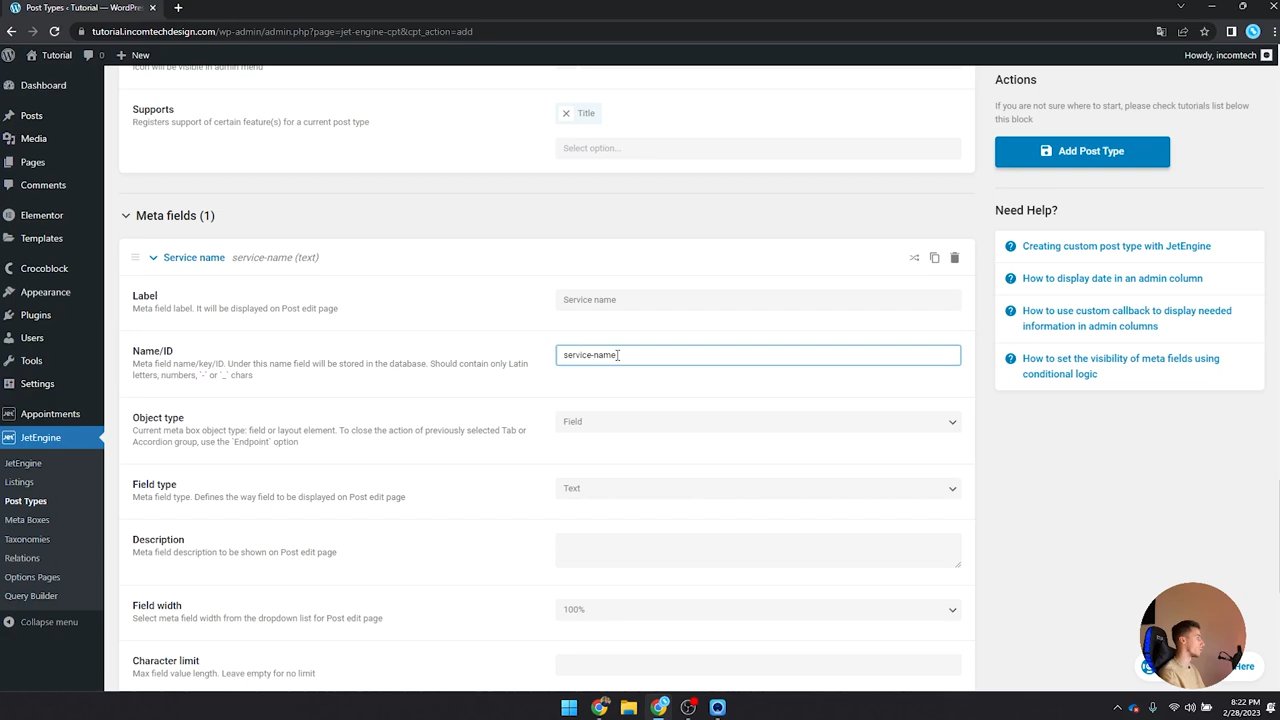 Post Types - Tutorial - WordPre
tutorial.incomtechdesign.com/wp-admin/admin.php?page=jet-engine-cpt&cpt_action=add
Tutorial
0
New
Howdy, incomtech
Dashboard
Posts
Media
Pages
Comments
Elementor
Templates
Crocoblock
Appearance
Plugins
Users
Tools
Settings
Appointments
JetEngine
JetEngine
Listings
Post Types
Meta Boxes
Taxonomies
Relations
Options Pages
Query Builder
Collapse menu
Icon will be visible in admin menu
Supports
Registers support of certain feature(s) for a current post type
Title
Select option...
Meta fields (1)
Service name service-name (text)
Label
Meta field label. It will be displayed on Post edit page
Service name
Name/ID
Meta field name/key/ID. Under this name field will be stored in the database. Should contain only Latin
letters, numbers, `-` or `_` chars
service-name
Object type
Current meta box object type: field or layout element. To close the action of previously selected Tab or
Accordion group, use the `Endpoint` option
Field
Field type
Meta field type. Defines the way field to be displayed on Post edit page
Text
Description
Meta field description to be shown on Post edit page
Field width
Select meta field width from the dropdown list for Post edit page
100%
Character limit
Max field value length. Leave empty for no limit
Actions
If you are not sure where to start, please check tutorials list below
this block
Add Post Type
Need Help?
Creating custom post type with JetEngine
How to display date in an admin column
How to use custom callback to display needed
information in admin columns
How to set the visibility of meta fields using
conditional logic
Here
8:22 PM
2/28/2023